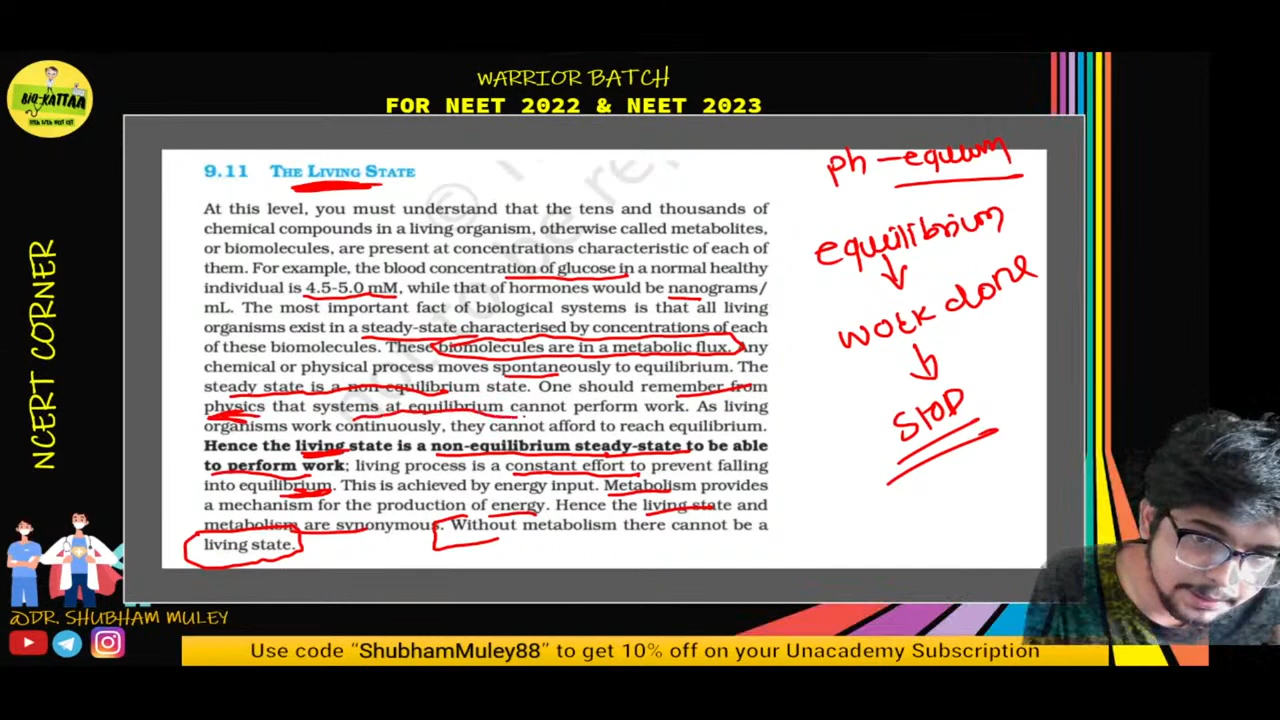 WARRIOR BATCH
FOR NEET 2022 & NEET 2023
BIO-KATTAA
NCERT CORNER
9.11 THE LIVING STATE
At this level, you must understand that the tens and thousands of
chemical compounds in a living organism, otherwise called metabolites,
or biomolecules, are present at concentrations characteristic of each of
them. For example, the blood concentration of glucose in a normal healthy
individual is 4.5-5.0 mM, while that of hormones would be nanograms/
mL. The most important fact of biological systems is that all living
organisms exist in a steady-state characterised by concentrations of each
of these biomolecules. These biomolecules are in a metabolic flux. Any
chemical or physical process moves spontaneously to equilibrium. The
steady state is a non-equilibrium state. One should remember from
physics that systems at equilibrium cannot perform work. As living
organisms work continuously, they cannot afford to reach equilibrium.
Hence the living state is a non-equilibrium steady-state to be able
to perform work; living process is a constant effort to prevent falling
into equilibrium. This is achieved by energy input. Metabolism provides
a mechanism for the production of energy. Hence the living state and
metabolism are synonymous. Without metabolism there cannot be a
living state.
ph -
equilibrium
work done
STOP
@DR. SHUBHAM MULEY
Use code “ShubhamMuley88” to get 10% off on your Unacademy Subscription